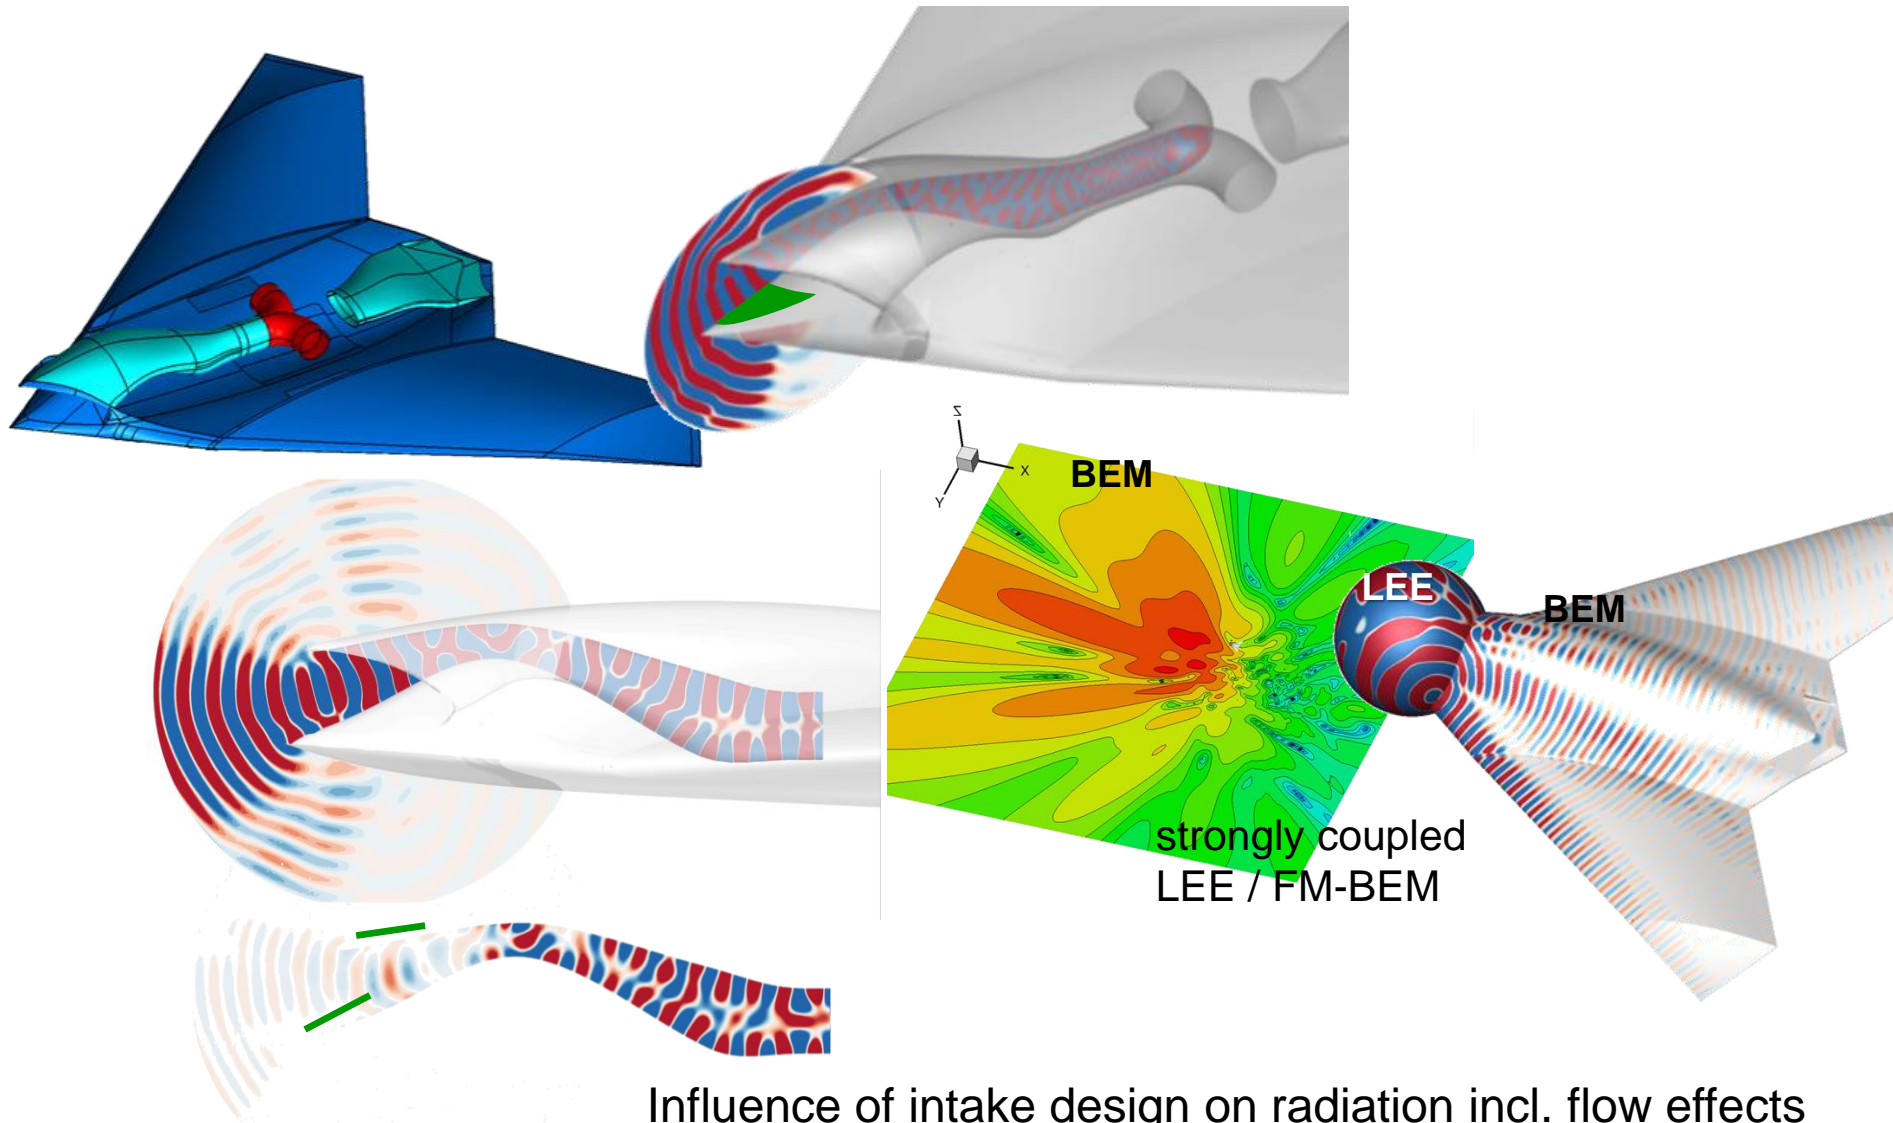 Z
X
Y
BEM
LEE
BEM
strongly coupled
LEE / FM-BEM
Influence of intake design on radiation incl. flow effects